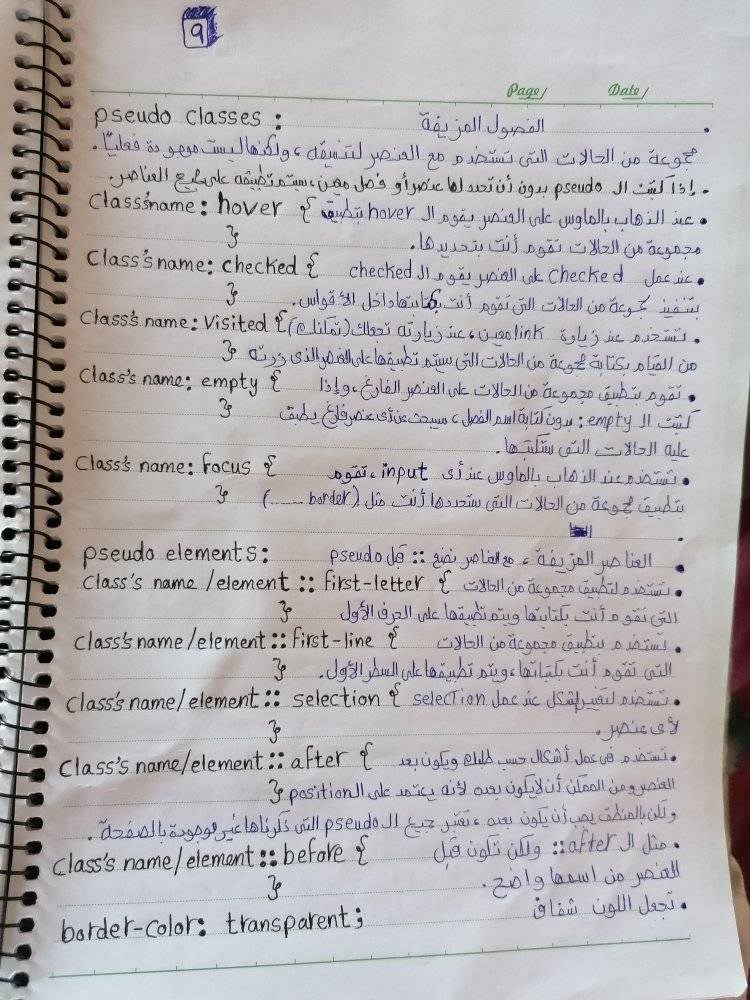 9
Page/ Date/
pseudo classes : الفصول المزيفة .
مجموعة من الحالات التى تستخدم مع العنصر لتنسيقه ، ولكنها ليست موجودة فعليًا .
. إذا كتبت الـ pseudo بدون أن تحدد لها عنصر أو فصل معين ، ستم تطبيقه على جميع العناصر .
Class's name : hover { • عند الذهاب بالماوس على العنصر يقوم الـ hover بتطبيق
} مجموعة من الحالات تقوم أنت بتحديدها .
Class's name : checked { • عند عمل checked على العنصر يقوم الـ checked
} بتنفيذ مجموعة من الحالات التى تقوم أنت بكتابتها داخل الأقواس .
Class's name : Visited { • تستخدم عند زيارة link معين ، عند زيارته تجعلك (تمكنك)
} من القيام بكتابة مجموعة من الحالات التى سيتم تطبيقها على العنصر الذى زرته
Class's name : empty { • تقوم بتطبيق مجموعة من الحالات على العنصر الفارغ ، وإذا
} كتبت الـ empty : بدون كتابة اسم الفصل ، سيبحث عن أى عنصر فارغ يطبق
عليه الحالات التى ستكتبها .
Class's name : focus { • تستخدم عند الذهاب بالماوس عند أى input ، تقوم
} بتطبيق مجموعة من الحالات التى ستحددها أنت مثل (border ......)
pseudo elements : • العناصر المزيفة ، مع العناصر نضع :: قبل pseudo
Class's name / element :: first-letter { • تستخدم لتطبيق مجموعة من الحالات
} التى تقوم أنت بكتابتها ويتم تطبيقها على الحرف الأول
Class's name / element :: first-line { • تستخدم بتطبيق مجموعة من الحالات
} التى تقوم أنت بكتاباتها ، ويتم تطبيقها على السطر الأول .
Class's name / element :: selection { • تستخدم لتغيير الشكل عند عمل selection
} لأى عنصر .
Class's name / element :: after { • تستخدم فى عمل أشكال حسب طلبك ويكون بعد
} العنصر ومن الممكن أن لا يكون بعده لأنه يعتمد على الـ position
ولكن بالمنطق يجب أن يكون بعده ، تعتبر جميع الـ pseudo التى ذكرناها غير موجودة بالصفحة .
Class's name / element :: before { • مثل الـ after :: ولكن تكون قبل
} العنصر من اسمها واضح .
border-color : transparent ; • تجعل اللون شفاف